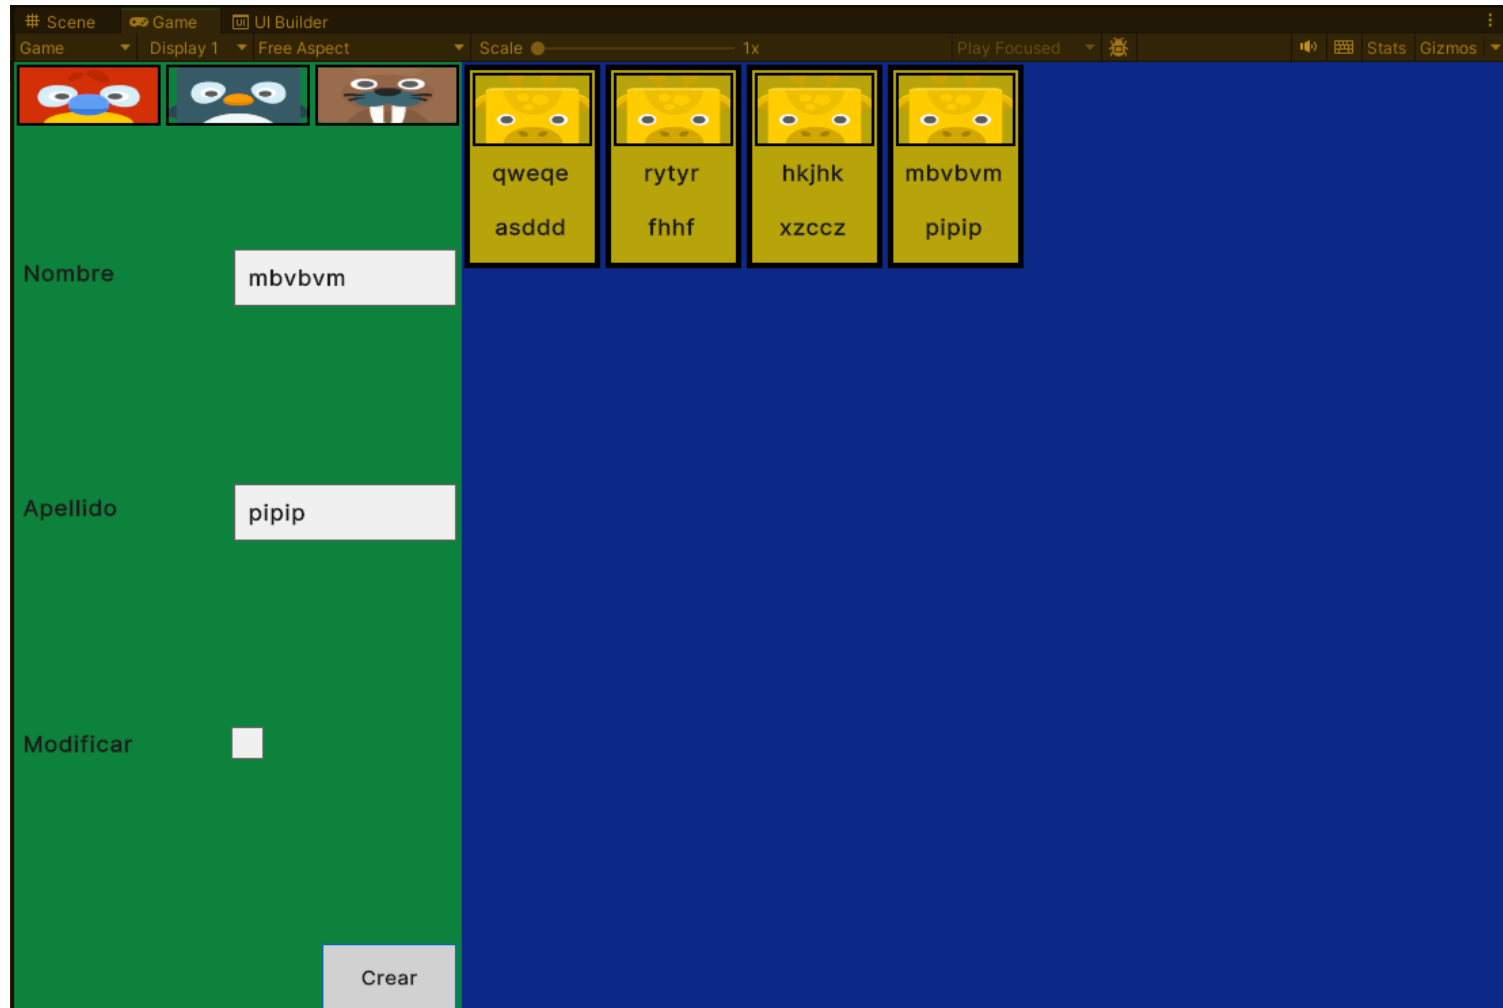 Scene Game UI Builder
Game Display 1 Free Aspect Scale 1x Play Focused Stats Gizmos
qweqe rytyr hkjhk mbvbvm
asddd fhhf xzccz pipip
Nombre mbvbvm
Apellido pipip
Modificar
Crear